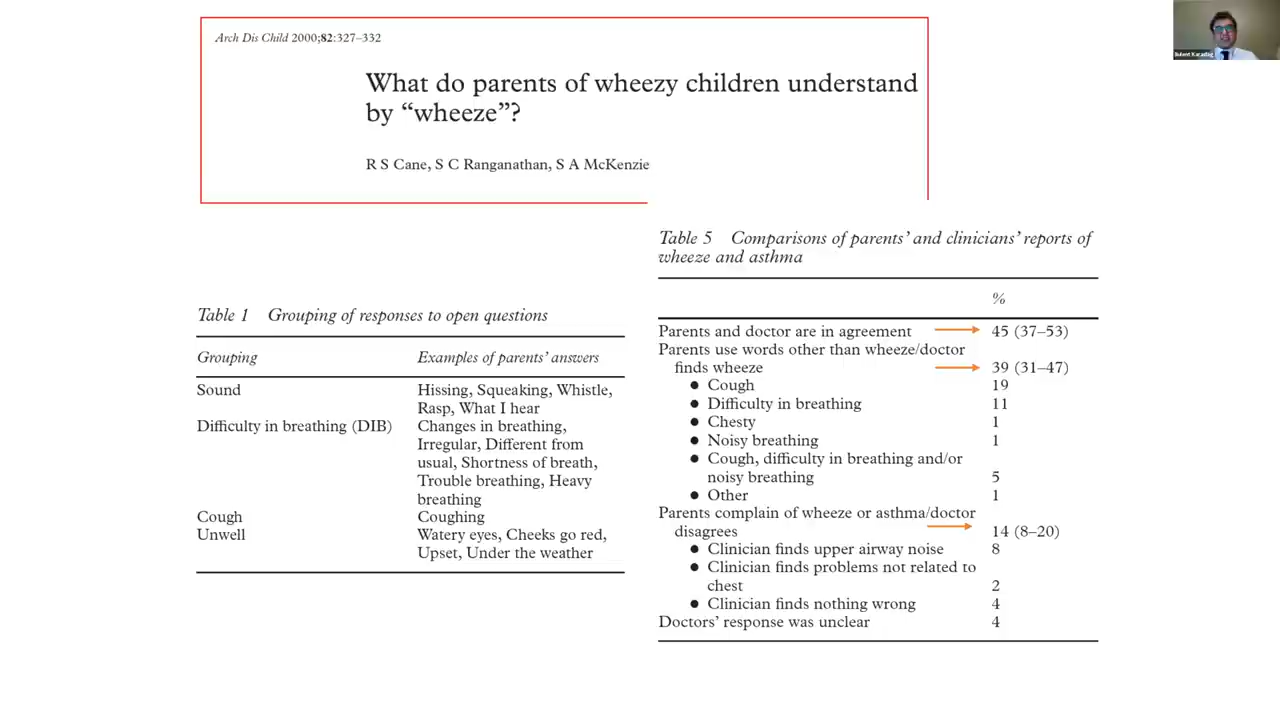 Arch Dis Child 2000;82:327–332
What do parents of wheezy children understand
by “wheeze”?
R S Cane, S C Ranganathan, S A McKenzie
Bulent Karadag
Table 1 Grouping of responses to open questions
Grouping Examples of parents’ answers
Sound Hissing, Squeaking, Whistle,
Rasp, What I hear
Difficulty in breathing (DIB) Changes in breathing,
Irregular, Different from
usual, Shortness of breath,
Trouble breathing, Heavy
breathing
Cough Coughing
Unwell Watery eyes, Cheeks go red,
Upset, Under the weather
Table 5 Comparisons of parents’ and clinicians’ reports of
wheeze and asthma
%
Parents and doctor are in agreement 45 (37–53)
Parents use words other than wheeze/doctor
finds wheeze 39 (31–47)
● Cough 19
● Difficulty in breathing 11
● Chesty 1
● Noisy breathing 1
● Cough, difficulty in breathing and/or
noisy breathing 5
● Other 1
Parents complain of wheeze or asthma/doctor
disagrees 14 (8–20)
● Clinician finds upper airway noise 8
● Clinician finds problems not related to
chest 2
● Clinician finds nothing wrong 4
Doctors’ response was unclear 4